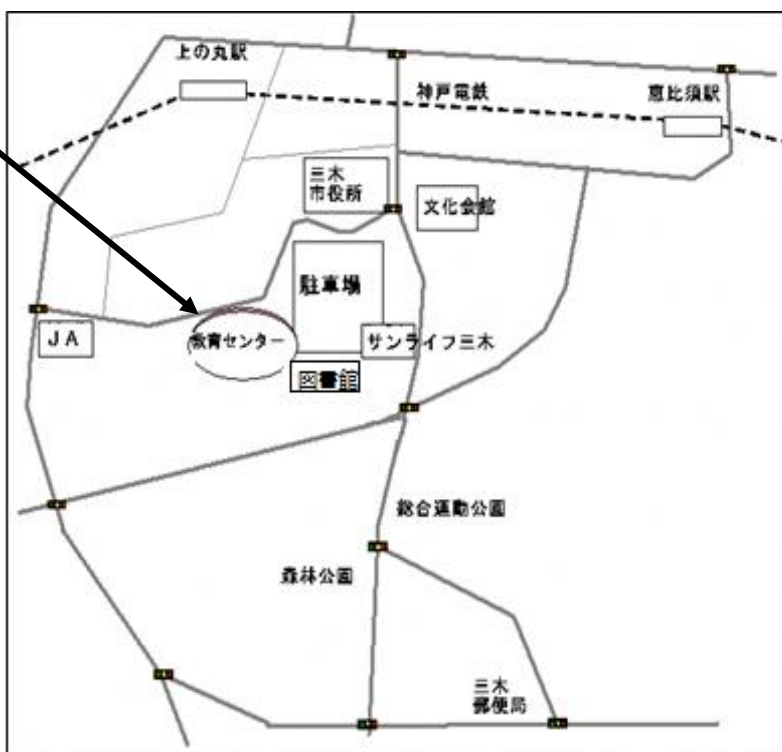 上の丸駅
神戸電鉄
恵比須駅
三木
市役所
文化会館
駐車場
JA
教育センター
サンライフ三木
図書館
総合運動公園
森林公園
三木
郵便局